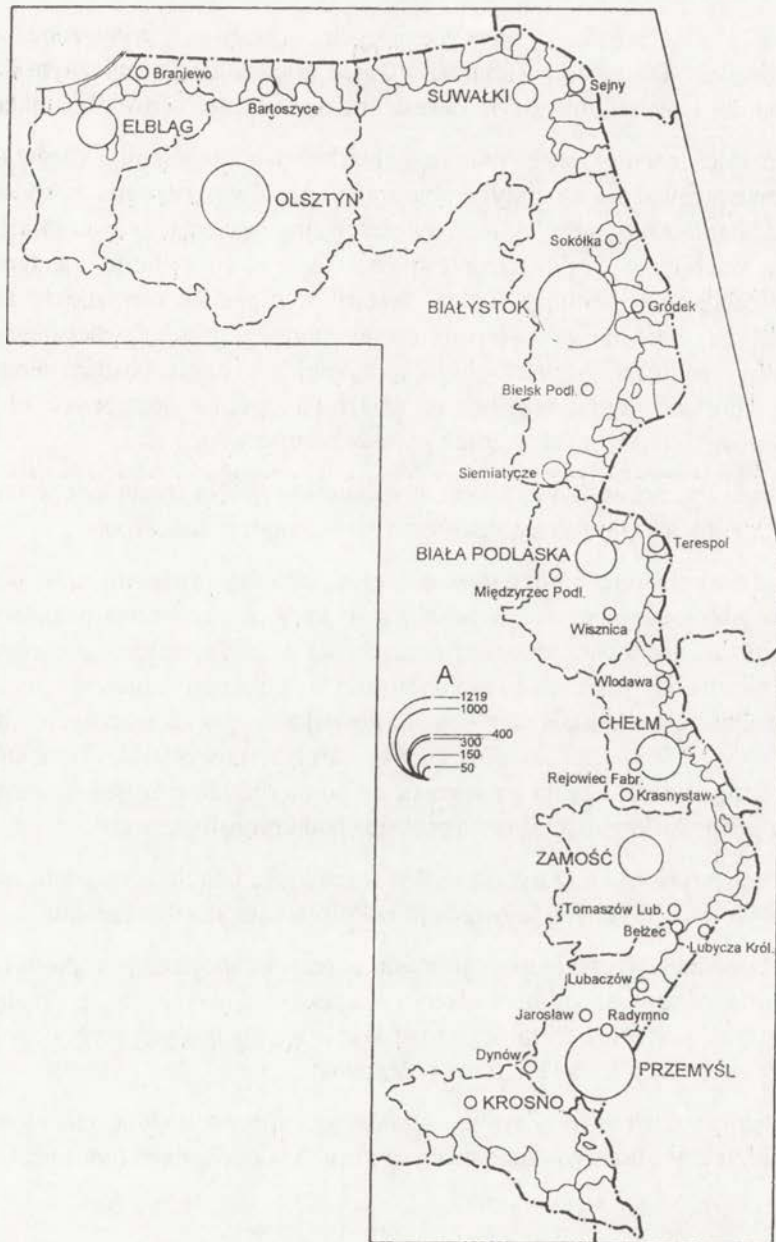 Braniewo
SUWAŁKI
Sejny
Bartoszyce
ELBLĄG
OLSZTYN
Sokółka
BIAŁYSTOK
Gródek
Bielsk Podl.
Siemiatycze
BIAŁA PODLASKA
Terespol
Międzyrzec Podl.
Wisznica
Włodawa
A
1219
1000
400
300
150
50
CHEŁM
Rejowiec Fabr.
Krasnystaw
ZAMOŚĆ
Tomaszów Lub.
Bełżec
Lubycza Król.
Lubaczów
Jarosław
Radymno
Dynów
PRZEMYŚL
KROSNO